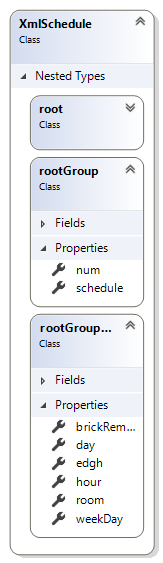 XmlSchedule
Class
Nested Types
root
Class
rootGroup
Class
Fields
Properties
num
schedule
rootGroup...
Class
Fields
Properties
brickRem...
day
edgh
hour
room
weekDay